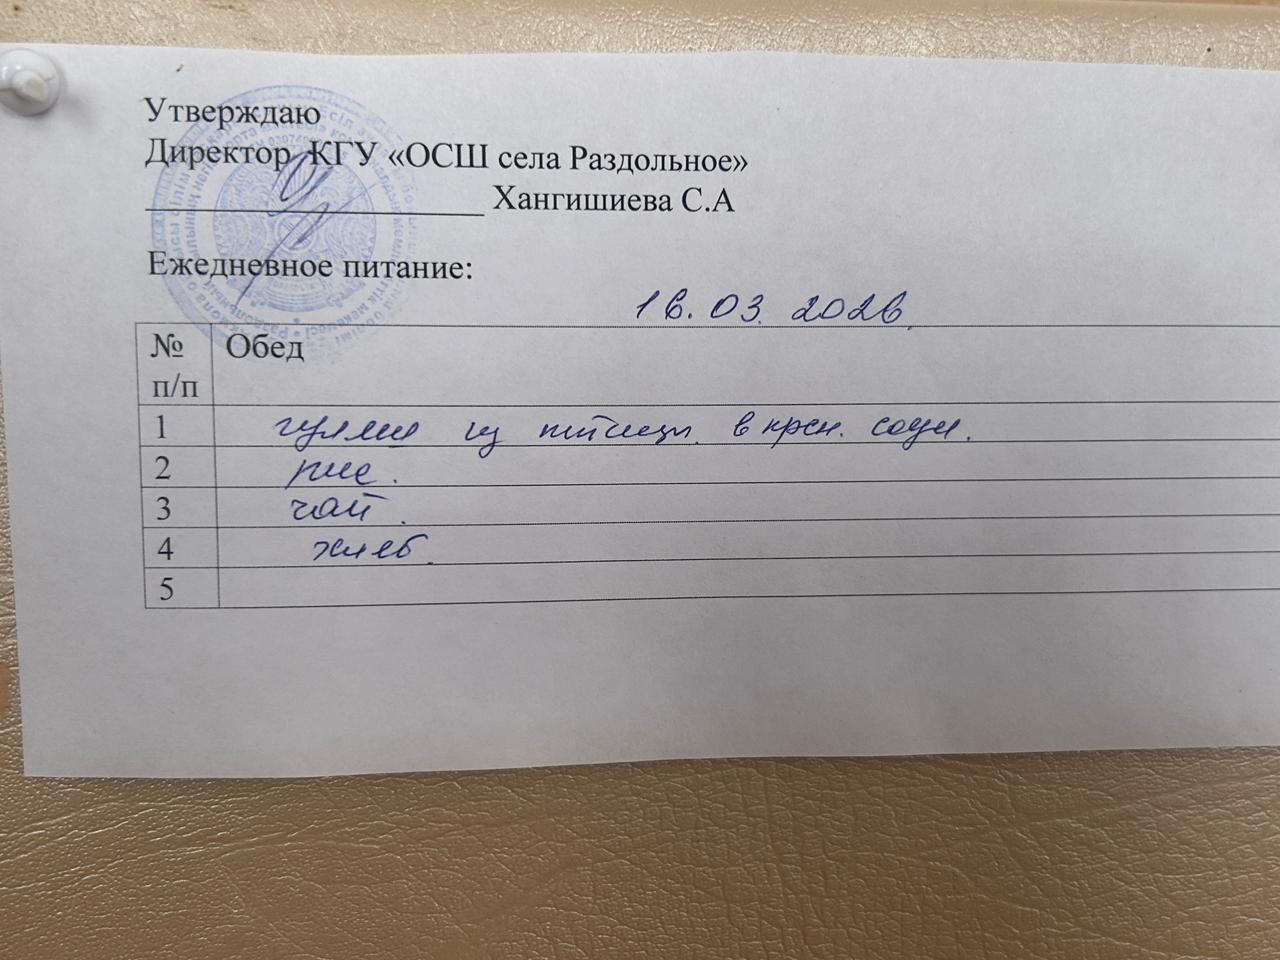 Утверждаю
Директор КГУ «ОСШ села Раздольное»
Хангишиева С.А
Ежедневное питание:
16.03.2026.
№ п/п Обед
1 гуляш из птицы в крсн. соусе.
2 рис.
3 чай.
4 хлеб.
5